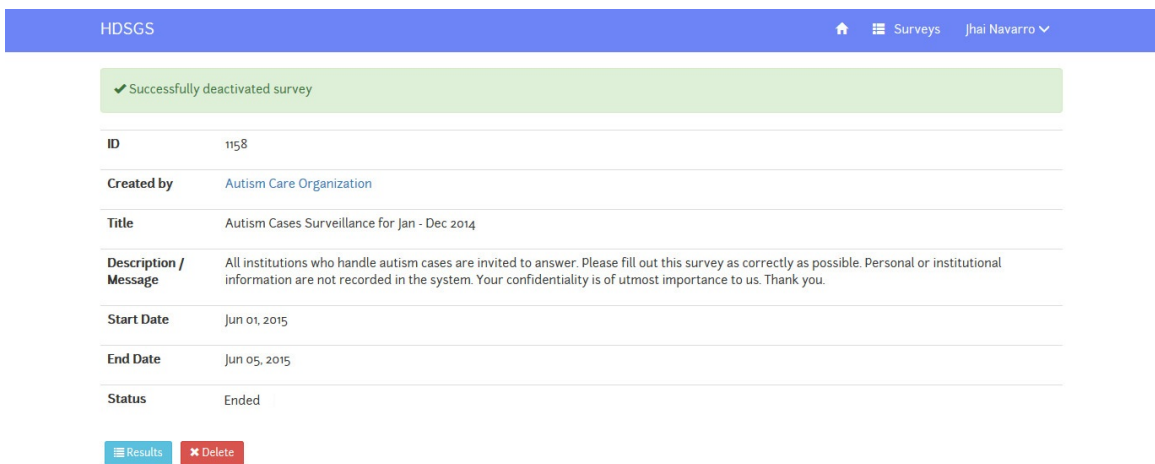 HDSGS Surveys Jhai Navarro
Successfully deactivated survey
ID 1158
Created by Autism Care Organization
Title Autism Cases Surveillance for Jan - Dec 2014
Description / All institutions who handle autism cases are invited to answer. Please fill out this survey as correctly as possible. Personal or institutional
Message information are not recorded in the system. Your confidentiality is of utmost importance to us. Thank you.
Start Date Jun 01, 2015
End Date Jun 05, 2015
Status Ended
Results Delete